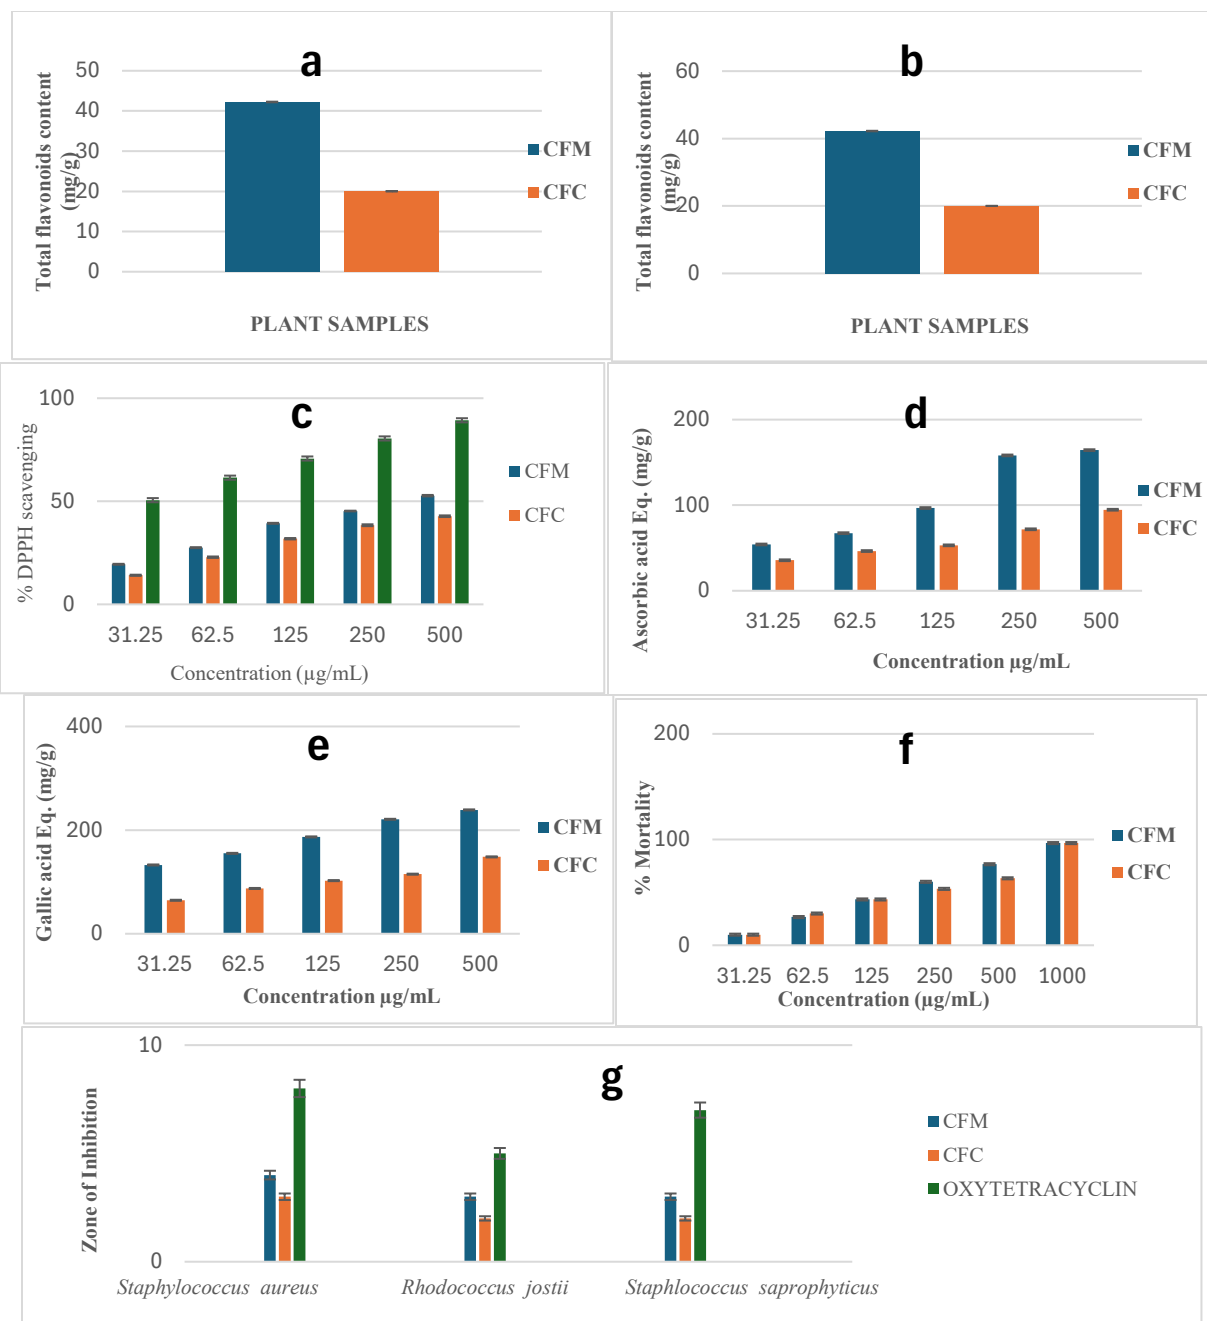 a
Total flavonoids content
(mg/g)
50
40
30
20
10
0
CFM
CFC
PLANT SAMPLES
b
Total flavonoids content
(mg/g)
60
40
20
0
CFM
CFC
PLANT SAMPLES
c
% DPPH scavenging
100
50
0
31.25 62.5 125 250 500
Concentration (µg/mL)
CFM
CFC
d
Ascorbic acid Eq. (mg/g)
200
100
0
31.25 62.5 125 250 500
Concentration µg/mL
CFM
CFC
e
Gallic acid Eq. (mg/g)
400
200
0
31.25 62.5 125 250 500
Concentration µg/mL
CFM
CFC
f
% Mortality
200
100
0
31.25 62.5 125 250 500 1000
Concentration (µg/mL)
CFM
CFC
g
Zone of Inhibition
10
0
Staphylococcus aureus Rhodococcus jostii Staphlococcus saprophyticus
CFM
CFC
OXYTETRACYCLIN